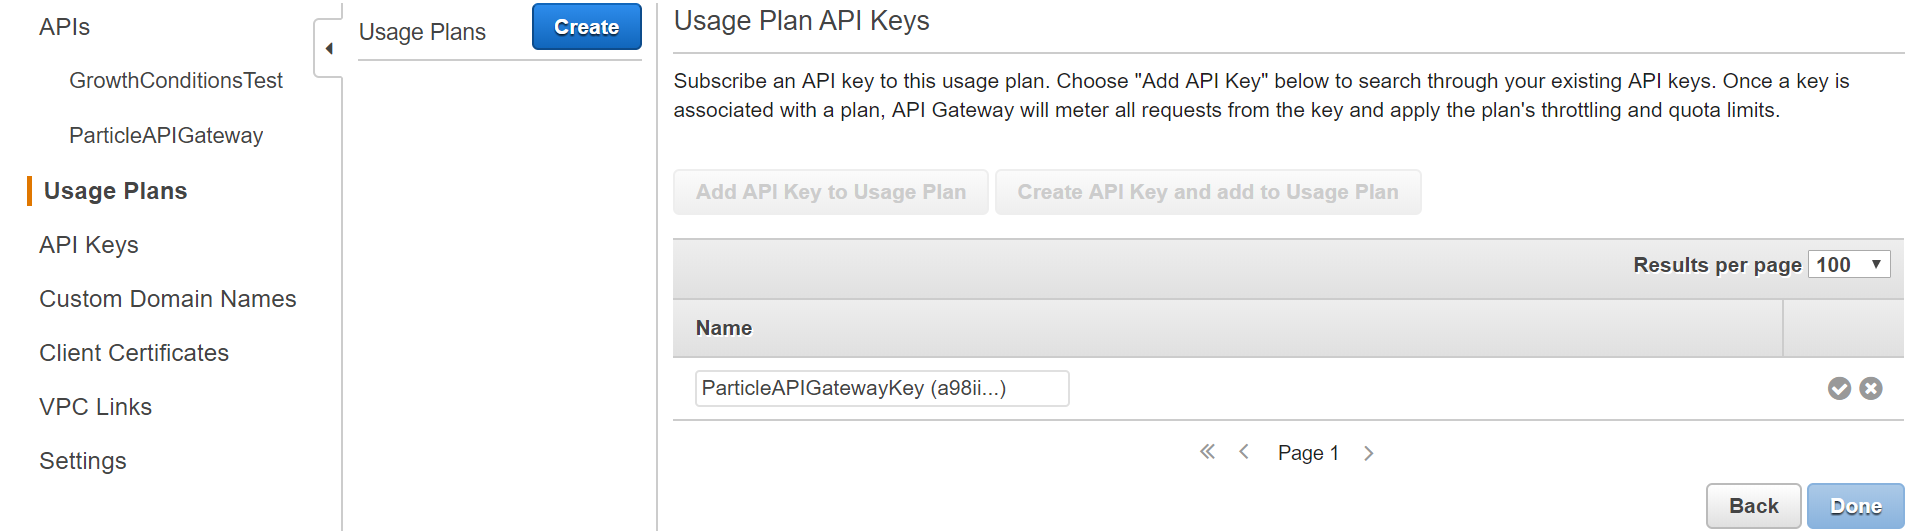 APIs
GrowthConditionsTest
ParticleAPIGateway
Usage Plans
API Keys
Custom Domain Names
Client Certificates
VPC Links
Settings
Usage Plans
Create
Usage Plan API Keys
Subscribe an API key to this usage plan. Choose "Add API Key" below to search through your existing API keys. Once a key is
associated with a plan, API Gateway will meter all requests from the key and apply the plan's throttling and quota limits.
Add API Key to Usage Plan
Create API Key and add to Usage Plan
Results per page 100
Name
ParticleAPIGatewayKey (a98ii...)
Page 1
Back
Done